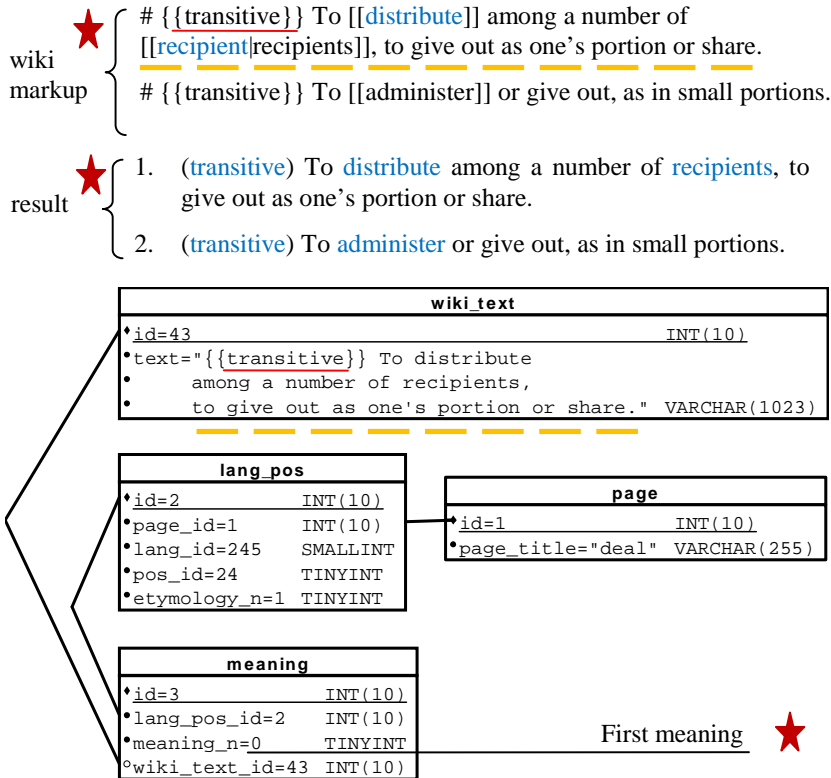 # {{transitive}} To [[distribute]] among a number of
[[recipient|recipients]], to give out as one’s portion or share.
wiki
markup
# {{transitive}} To [[administer]] or give out, as in small portions.
result
1. (transitive) To distribute among a number of recipients, to
give out as one’s portion or share.
2. (transitive) To administer or give out, as in small portions.
wiki_text
id=43 INT(10)
text="{{transitive}} To distribute
among a number of recipients,
to give out as one's portion or share." VARCHAR(1023)
lang_pos
id=2 INT(10)
page_id=1 INT(10)
lang_id=245 SMALLINT
pos_id=24 TINYINT
etymology_n=1 TINYINT
page
id=1 INT(10)
page_title="deal" VARCHAR(255)
meaning
id=3 INT(10)
lang_pos_id=2 INT(10)
meaning_n=0 TINYINT
wiki_text_id=43 INT(10)
First meaning